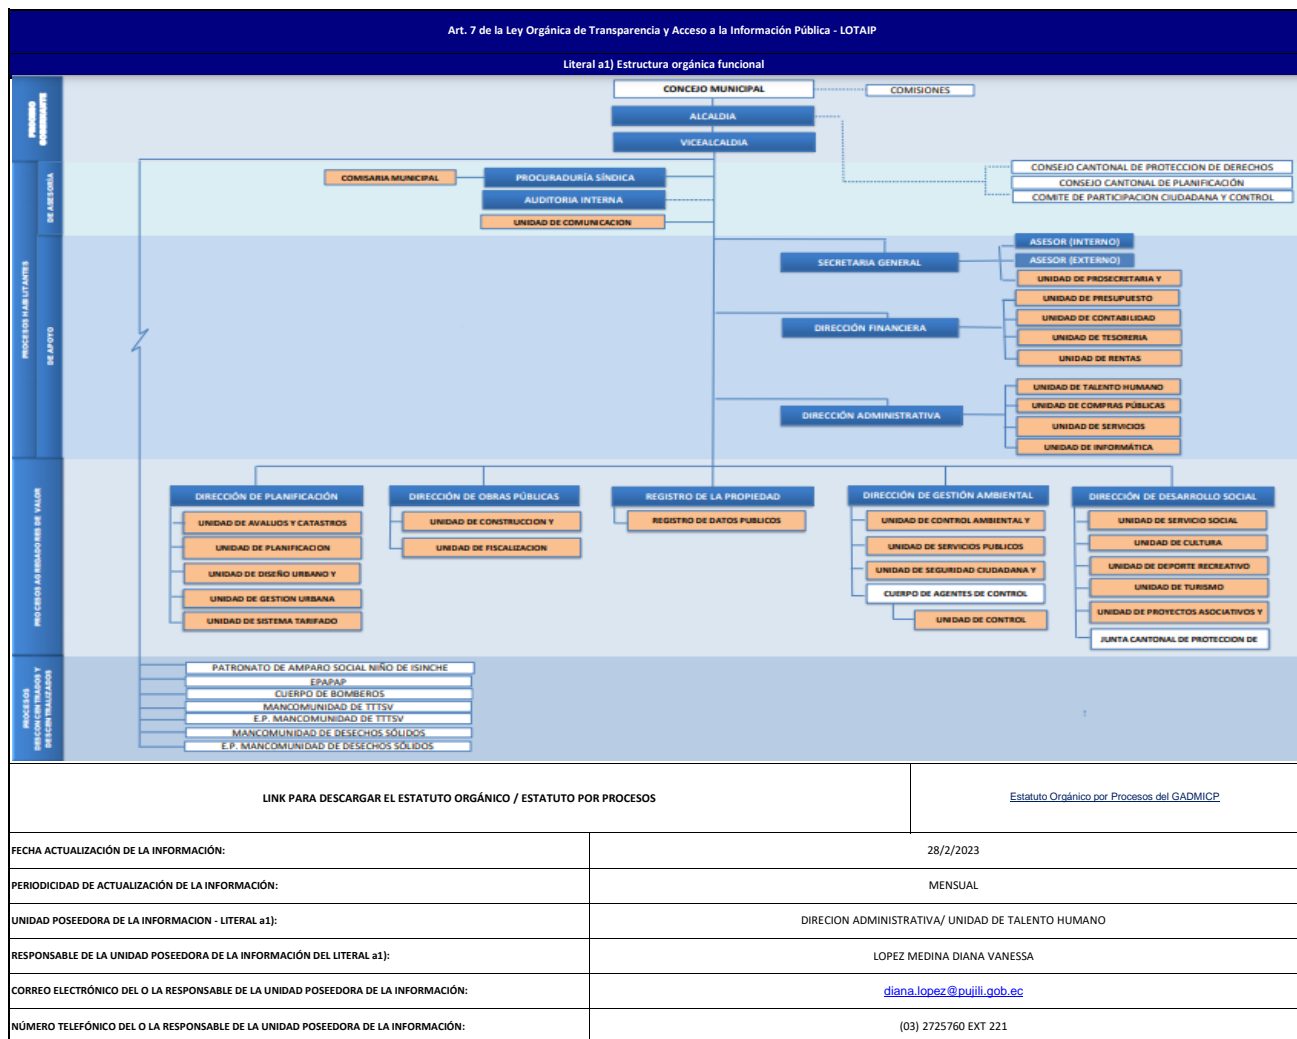 Art. 7 de la Ley Orgánica de Transparencia y Acceso a la Información Pública - LOTAIP
Literal a1) Estructura orgánica funcional
PROCESO GOBERNANTE
CONCEJO MUNICIPAL
COMISIONES
ALCALDIA
VICEALCALDIA
PROCESOS HABILITANTES
DE ASESORÍA
CONSEJO CANTONAL DE PROTECCION DE DERECHOS
CONSEJO CANTONAL DE PLANIFICACIÓN
COMITE DE PARTICIPACION CIUDADANA Y CONTROL
COMISARIA MUNICIPAL
PROCURADURÍA SÍNDICA
AUDITORIA INTERNA
UNIDAD DE COMUNICACION
DE APOYO
SECRETARIA GENERAL
ASESOR (INTERNO)
ASESOR (EXTERNO)
UNIDAD DE PROSECRETARIA Y
DIRECCIÓN FINANCIERA
UNIDAD DE PRESUPUESTO
UNIDAD DE CONTABILIDAD
UNIDAD DE TESORERIA
UNIDAD DE RENTAS
DIRECCIÓN ADMINISTRATIVA
UNIDAD DE TALENTO HUMANO
UNIDAD DE COMPRAS PÚBLICAS
UNIDAD DE SERVICIOS
UNIDAD DE INFORMÁTICA
PROCESOS AGREGADORES DE VALOR
DIRECCIÓN DE PLANIFICACIÓN
UNIDAD DE AVALUOS Y CATASTROS
UNIDAD DE PLANIFICACION
UNIDAD DE DISEÑO URBANO Y
UNIDAD DE GESTION URBANA
UNIDAD DE SISTEMA TARIFADO
DIRECCIÓN DE OBRAS PÚBLICAS
UNIDAD DE CONSTRUCCION Y
UNIDAD DE FISCALIZACION
REGISTRO DE LA PROPIEDAD
REGISTRO DE DATOS PUBLICOS
DIRECCIÓN DE GESTIÓN AMBIENTAL
UNIDAD DE CONTROL AMBIENTAL Y
UNIDAD DE SERVICIOS PUBLICOS
UNIDAD DE SEGURIDAD CIUDADANA Y
CUERPO DE AGENTES DE CONTROL
UNIDAD DE CONTROL
DIRECCIÓN DE DESARROLLO SOCIAL
UNIDAD DE SERVICIO SOCIAL
UNIDAD DE CULTURA
UNIDAD DE DEPORTE RECREATIVO
UNIDAD DE TURISMO
UNIDAD DE PROYECTOS ASOCIATIVOS Y
JUNTA CANTONAL DE PROTECCION DE
PROCESOS DESCONCENTRADOS Y DESCENTRALIZADOS
PATRONATO DE AMPARO SOCIAL NIÑO DE ISINCHE
EPAPAP
CUERPO DE BOMBEROS
MANCOMUNIDAD DE TTTSV
E.P. MANCOMUNIDAD DE TTTSV
MANCOMUNIDAD DE DESECHOS SÓLIDOS
E.P. MANCOMUNIDAD DE DESECHOS SÓLIDOS
LINK PARA DESCARGAR EL ESTATUTO ORGÁNICO / ESTATUTO POR PROCESOS
Estatuto Orgánico por Procesos del GADMICP
FECHA ACTUALIZACIÓN DE LA INFORMACIÓN:
28/2/2023
PERIODICIDAD DE ACTUALIZACIÓN DE LA INFORMACIÓN:
MENSUAL
UNIDAD POSEEDORA DE LA INFORMACION - LITERAL a1):
DIRECION ADMINISTRATIVA/ UNIDAD DE TALENTO HUMANO
RESPONSABLE DE LA UNIDAD POSEEDORA DE LA INFORMACIÓN DEL LITERAL a1):
LOPEZ MEDINA DIANA VANESSA
CORREO ELECTRÓNICO DEL O LA RESPONSABLE DE LA UNIDAD POSEEDORA DE LA INFORMACIÓN:
diana.lopez@pujili.gob.ec
NÚMERO TELEFÓNICO DEL O LA RESPONSABLE DE LA UNIDAD POSEEDORA DE LA INFORMACIÓN:
(03) 2725760 EXT 221